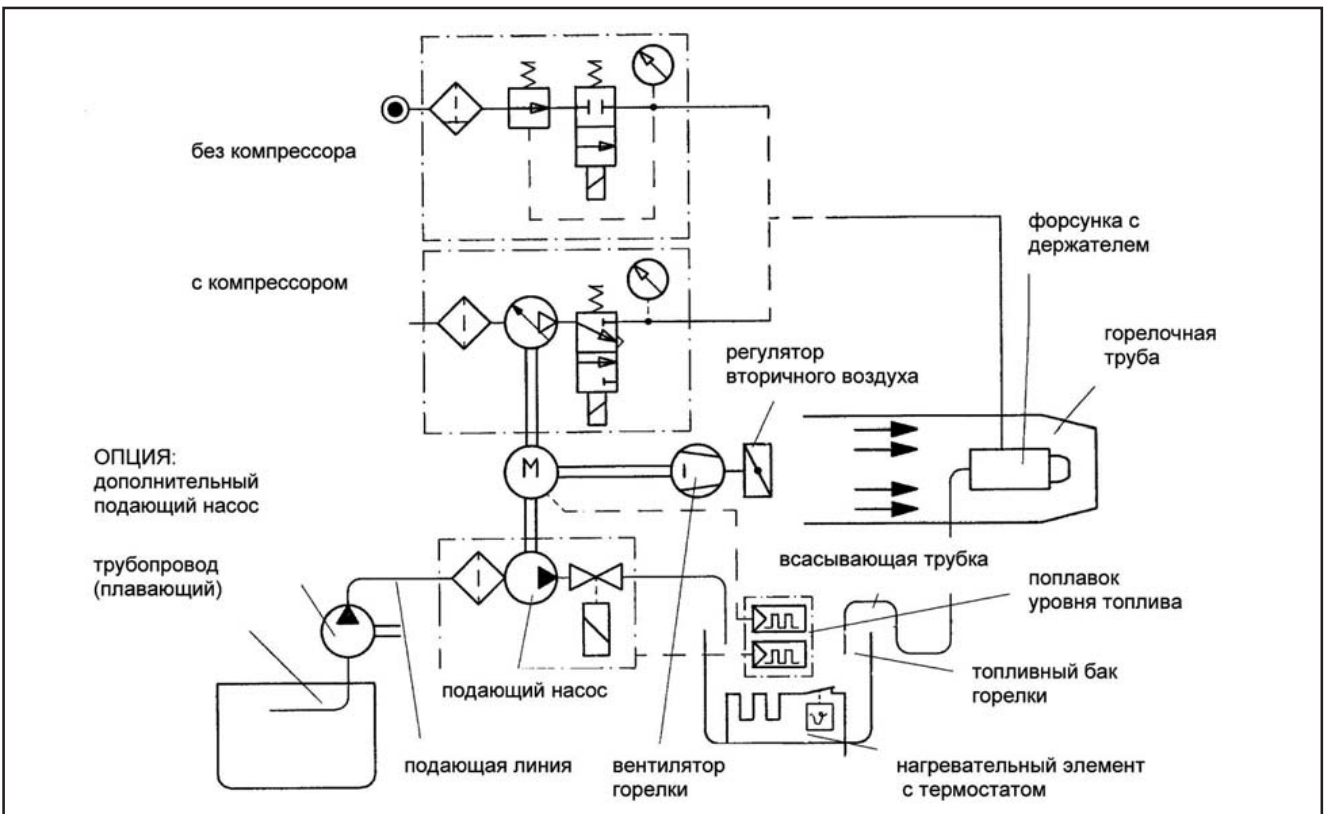 без компрессора
с компрессором
форсунка с
держателем
горелочная
труба
регулятор
вторичного воздуха
ОПЦИЯ:
дополнительный
подающий насос
M
трубопровод
(плавающий)
всасывающая трубка
поплавок
уровня топлива
подающий насос
топливный бак
горелки
подающая линия
вентилятор
горелки
нагревательный элемент
с термостатом
ϑ